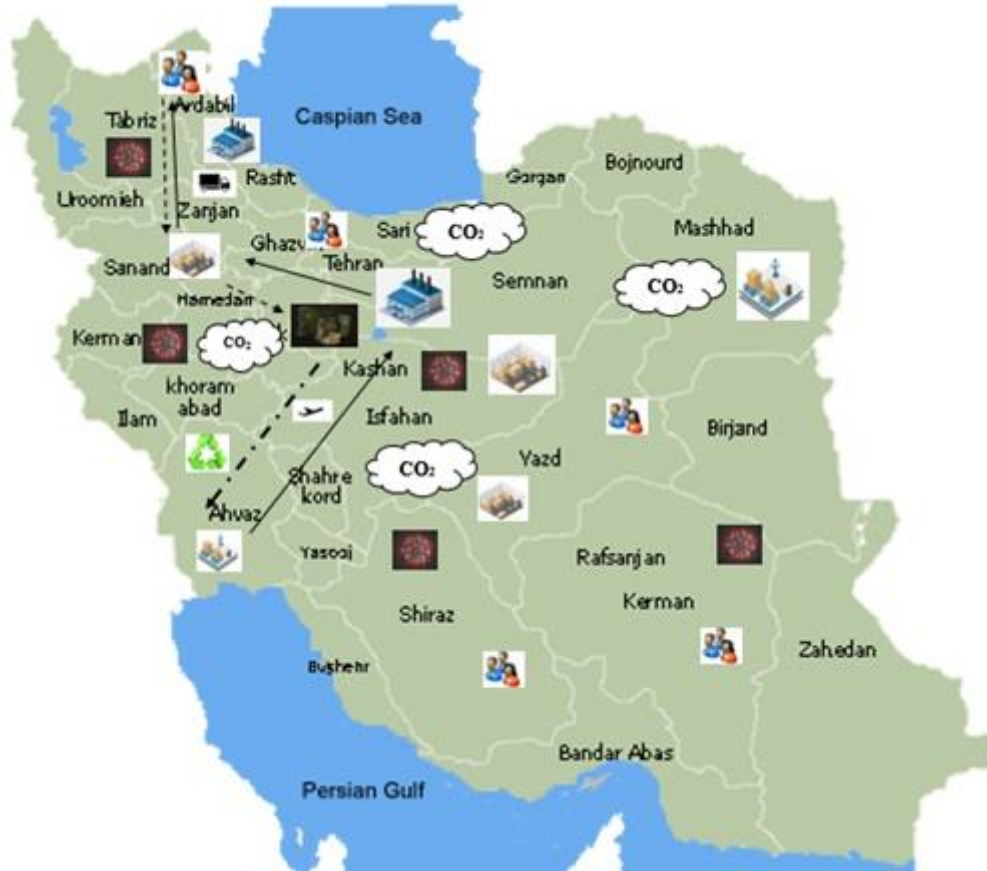 Caspian Sea
Ardabil
Tabriz
Bojnourd
Gorgan
Rasht
Uroomieh
Zanjan
Mashhad
Sari
CO₂
Tehran
Semnan
CO₂
Sanand
Hamedan
Kerman
CO₂
Kashan
khoram
abad
Ilam
Isfahan
Birjand
Yazd
CO₂
Shahre
kord
Ahvaz
Yasooj
Rafsanjan
Kerman
Shiraz
Zahedan
Bushehr
Bandar Abas
Persian Gulf